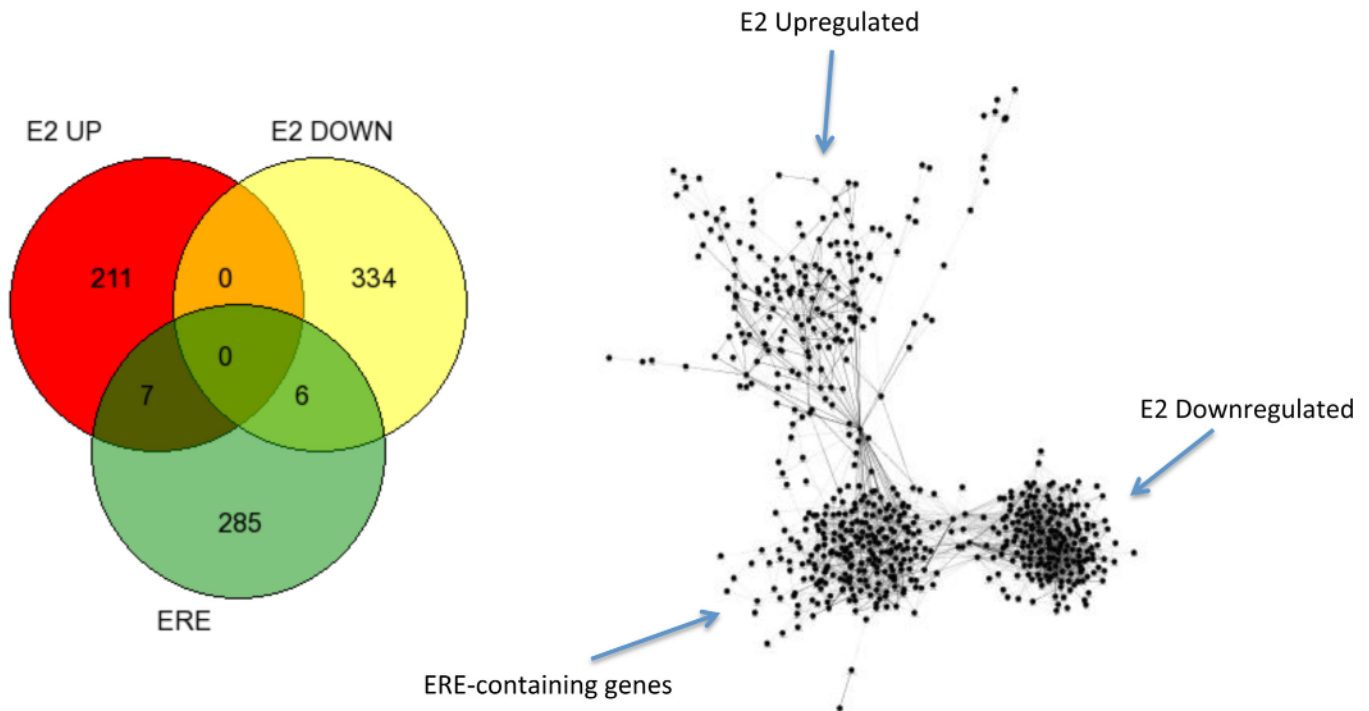 E2 Upregulated
E2 UP
E2 DOWN
211
0
334
0
7
6
285
ERE
E2 Downregulated
ERE-containing genes